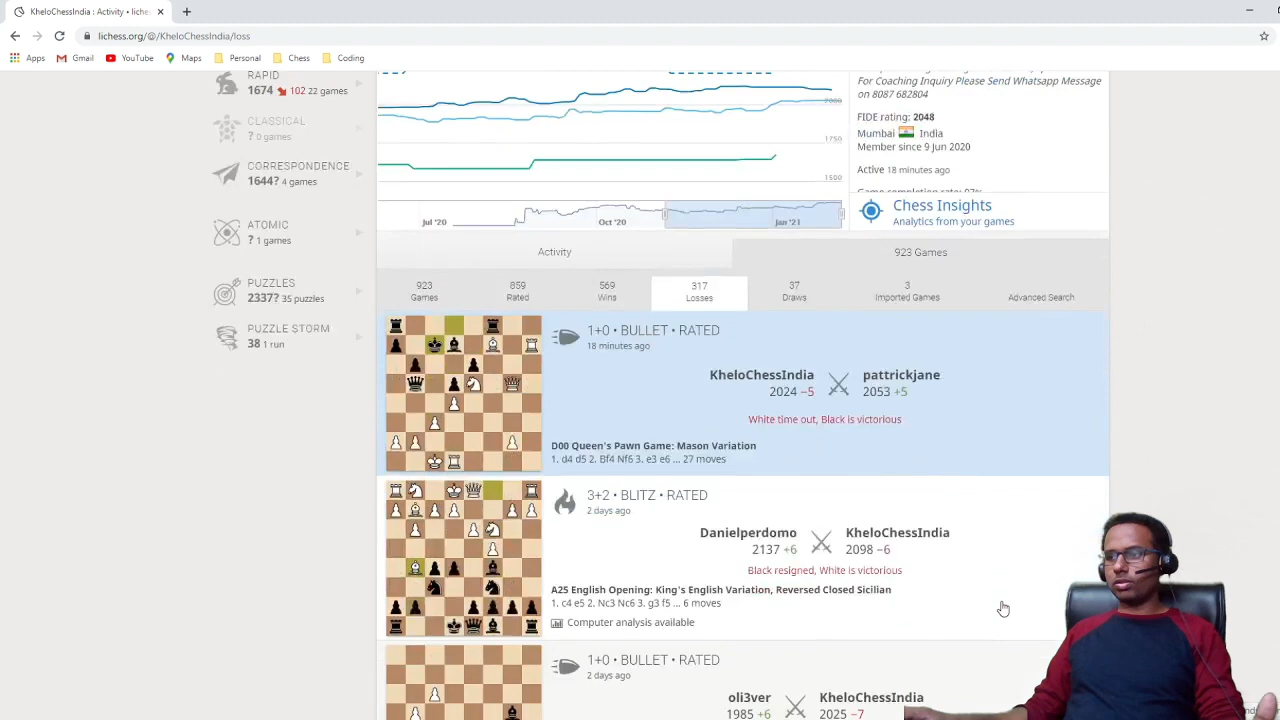 KheloChessIndia : Activity • liches
lichess.org/@/KheloChessIndia/loss
Apps Gmail YouTube Maps Personal Chess Coding
RAPID
1674 102 22 games
CLASSICAL
? 0 games
CORRESPONDENCE
1644? 4 games
ATOMIC
? 1 games
PUZZLES
2337? 35 puzzles
PUZZLE STORM
38 1 run
2000
1750
1500
Jul '20 Oct '20 Jan '21
For Coaching Inquiry Please Send Whatsapp Message
on 8087 682804
FIDE rating: 2048
Mumbai India
Member since 9 Jun 2020
Active 18 minutes ago
Game completion rate: 97%
Chess Insights
Analytics from your games
Activity 923 Games
923 859 569 317 37 3
Games Rated Wins Losses Draws Imported Games Advanced Search
1+0 • BULLET • RATED
18 minutes ago
KheloChessIndia pattrickjane
2024 −5 2053 +5
White time out, Black is victorious
D00 Queen's Pawn Game: Mason Variation
1. d4 d5 2. Bf4 Nf6 3. e3 e6 ... 27 moves
3+2 • BLITZ • RATED
2 days ago
Danielperdomo KheloChessIndia
2137 +6 2098 −6
Black resigned, White is victorious
A25 English Opening: King's English Variation, Reversed Closed Sicilian
1. c4 e5 2. Nc3 Nc6 3. g3 f5 ... 6 moves
Computer analysis available
1+0 • BULLET • RATED
2 days ago
oli3ver KheloChessIndia
1985 +6 2025 −7